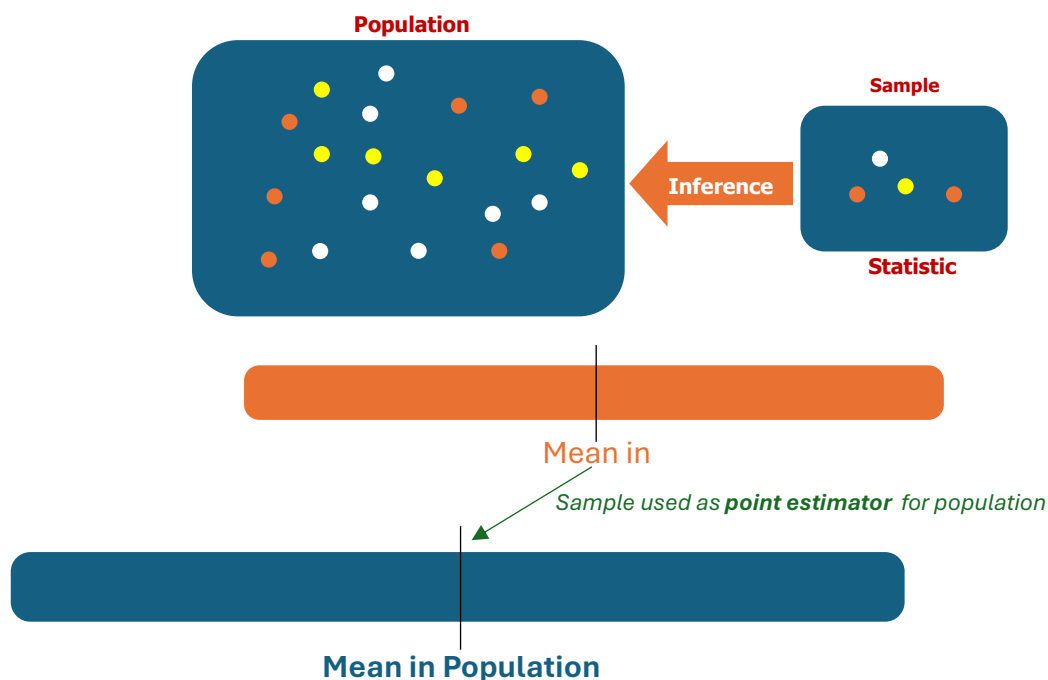 Population
Sample
Inference
Statistic
Mean in
Sample used as point estimator for population
Mean in Population